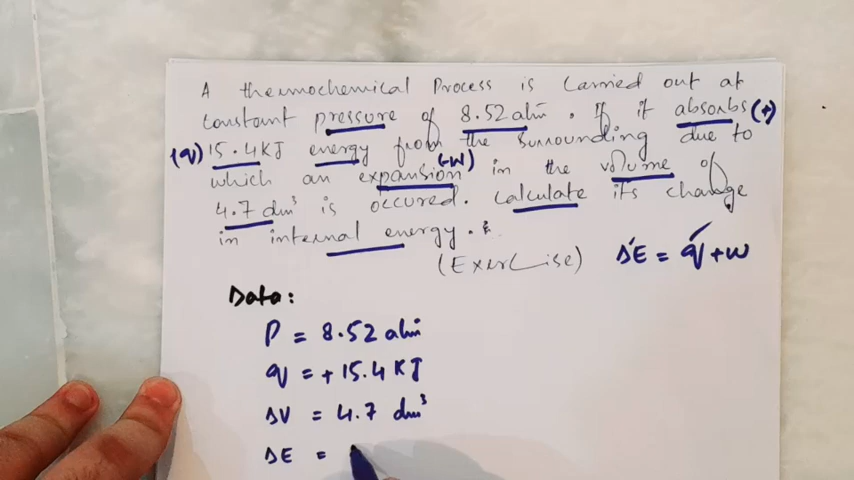 A thermochemical Process is Carried out at
Constant pressure of 8.52 atm. If it absorbs (+)
(q) 15.4KJ energy from the surrounding due to
which an expansion (-W) in the volume of
4.7 dm³ is occured. Calculate its change
in internal energy.
(Exercise) ΔE = q + w
Data:
P = 8.52 atm
q = +15.4 KJ
ΔV = 4.7 dm³
ΔE =